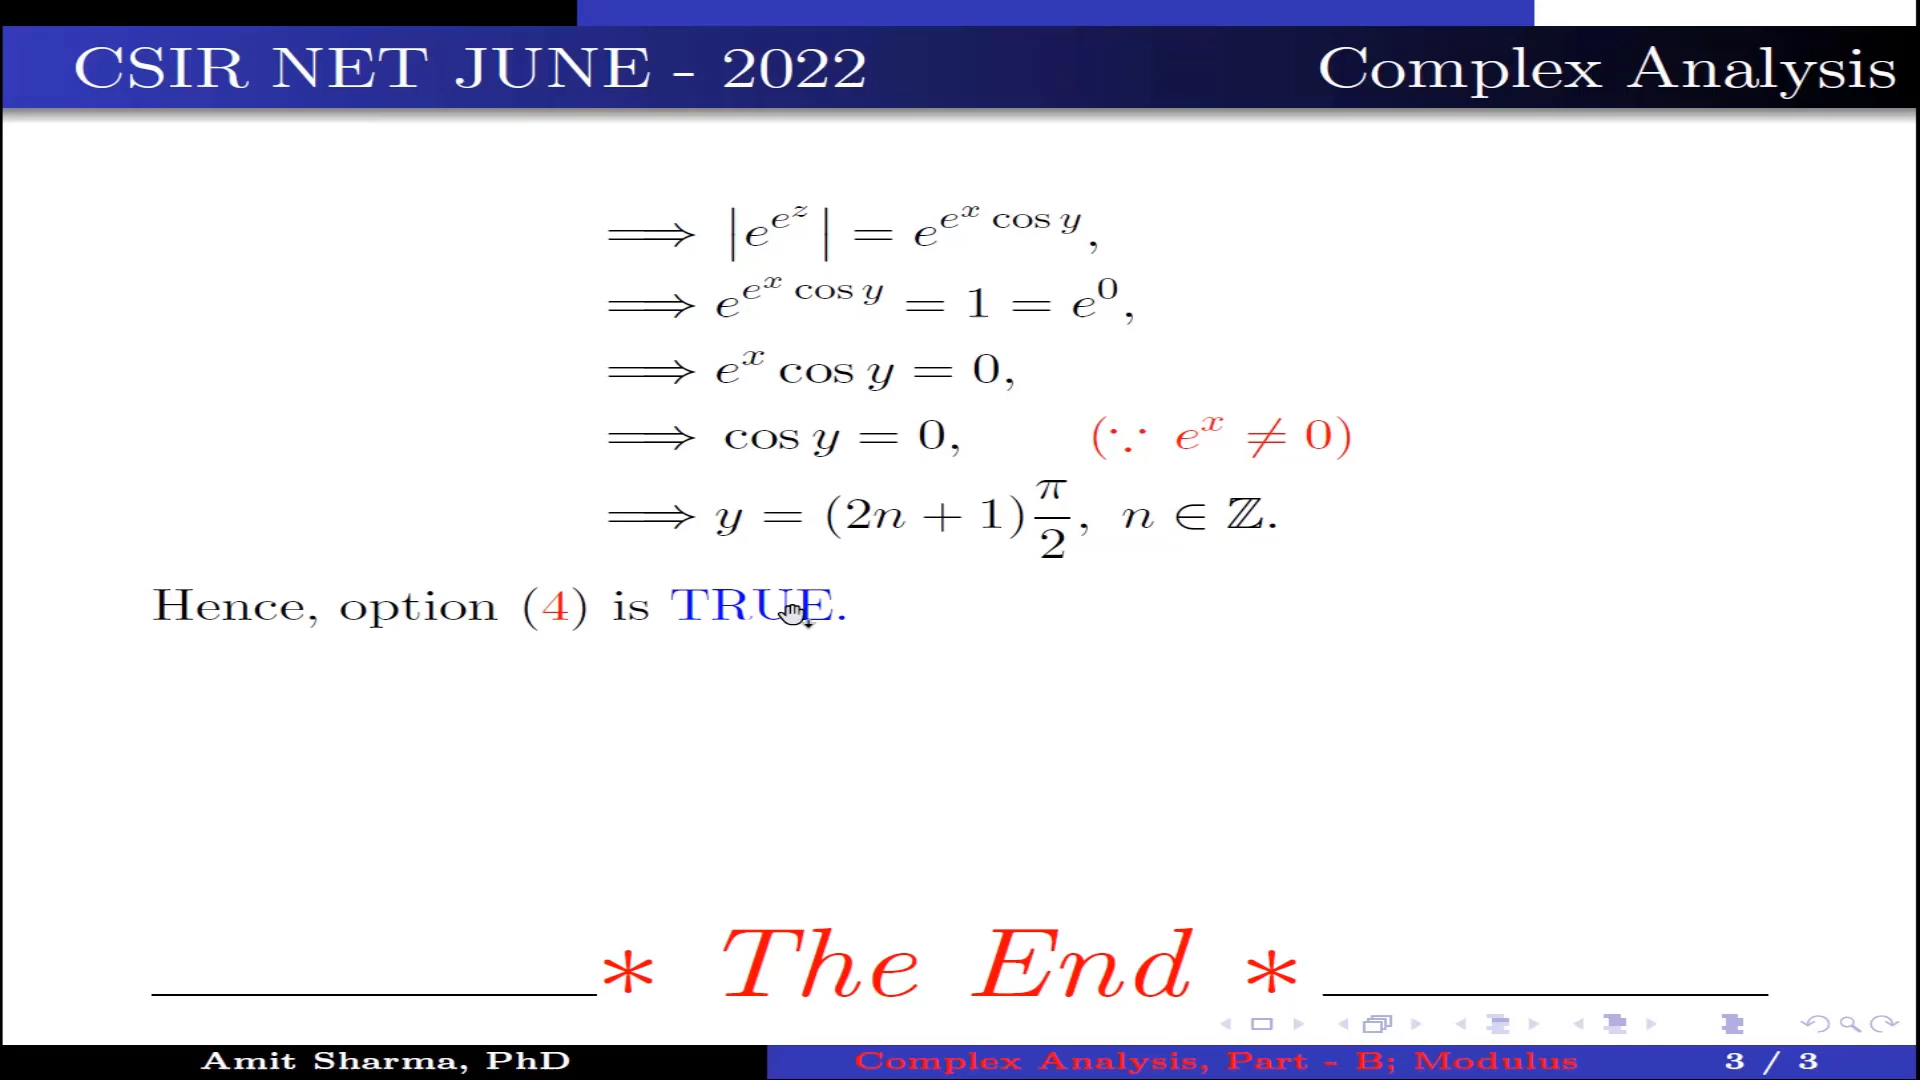 CSIR NET JUNE - 2022 Complex Analysis
⟹ |e^{e^z}| = e^{e^x cos y},
⟹ e^{e^x cos y} = 1 = e^0,
⟹ e^x cos y = 0,
⟹ cos y = 0, (∵ e^x ≠ 0)
⟹ y = (2n + 1)π/2, n ∈ ℤ.
Hence, option (4) is TRUE.
* The End *
Amit Sharma, PhD Complex Analysis, Part - B; Modulus 3 / 3